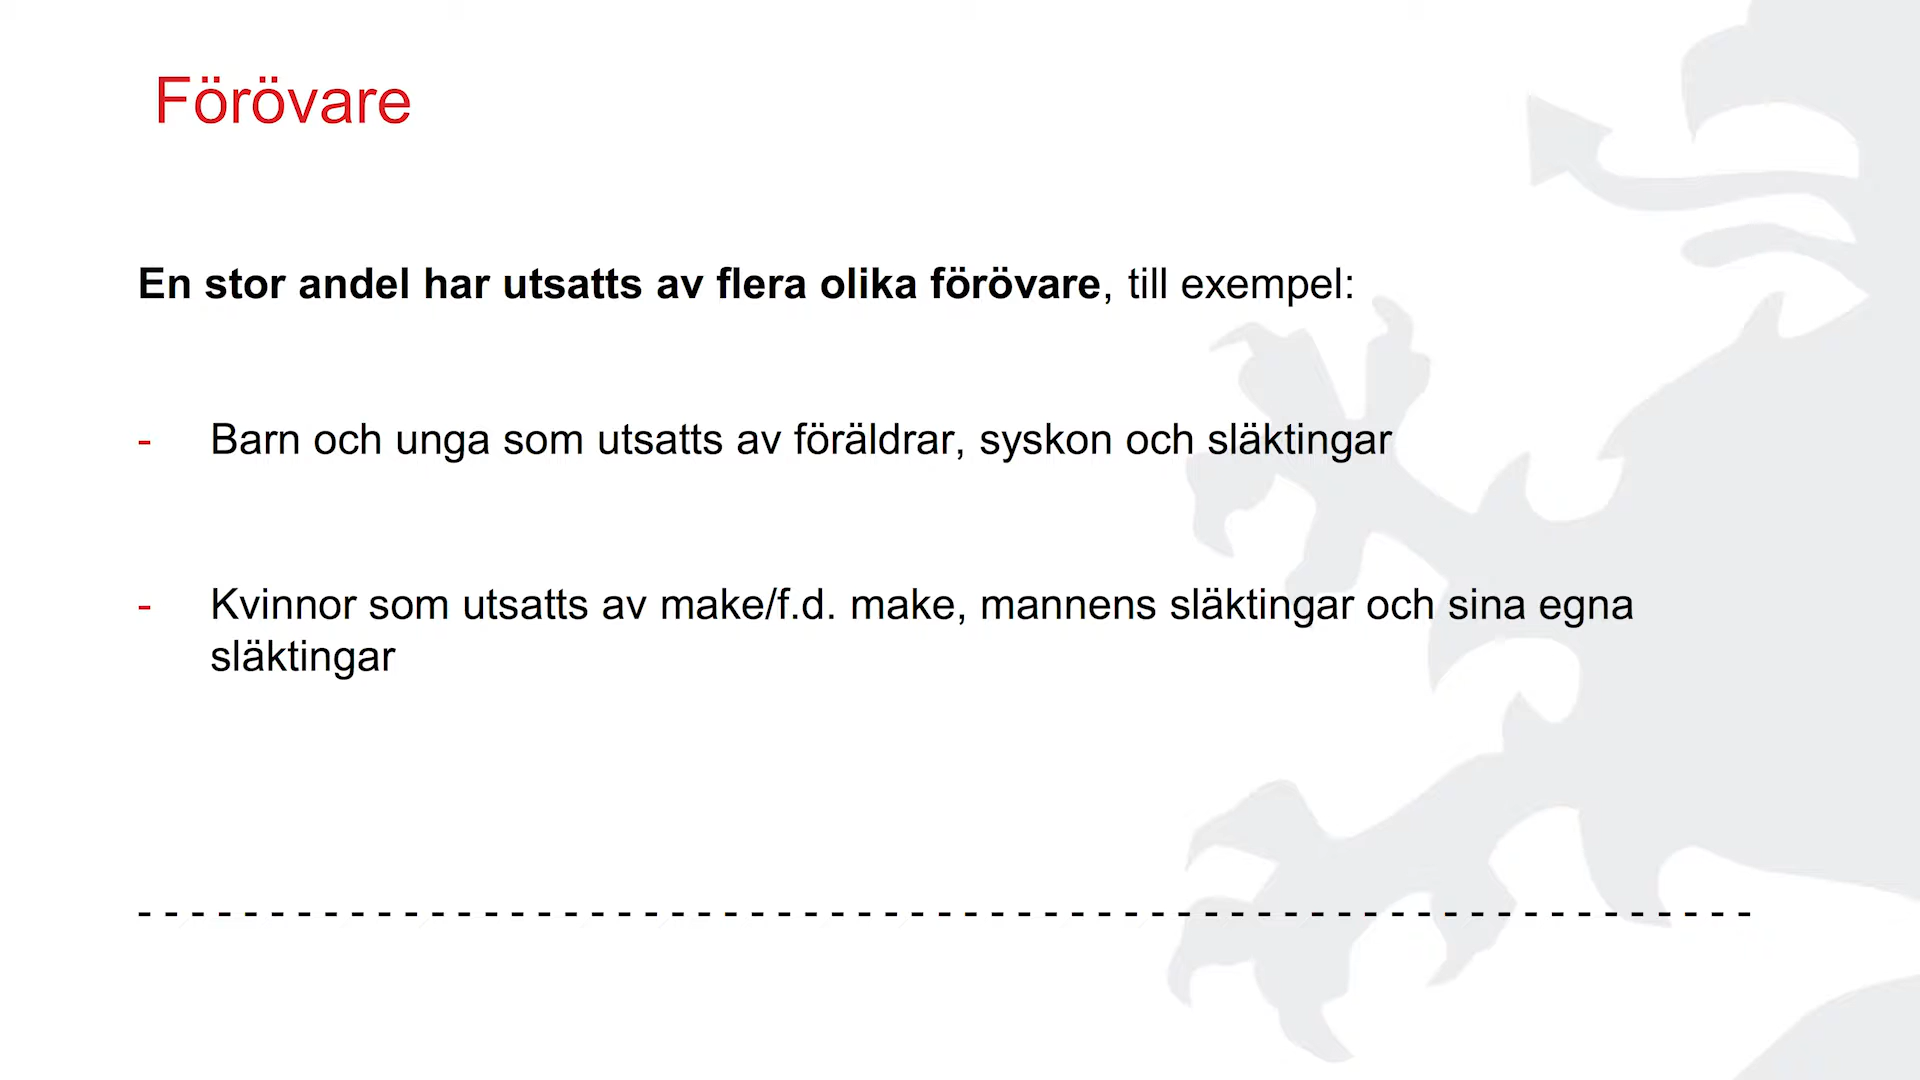 Förövare
En stor andel har utsatts av flera olika förövare, till exempel:
- Barn och unga som utsatts av föräldrar, syskon och släktingar
- Kvinnor som utsatts av make/f.d. make, mannens släktingar och sina egna
släktingar
- - - - - - - - - - - - - - - - - - - - - - - - - - - - - - - - - - - - - - - - - - - - - - - - - - - - - - - - - - - - -